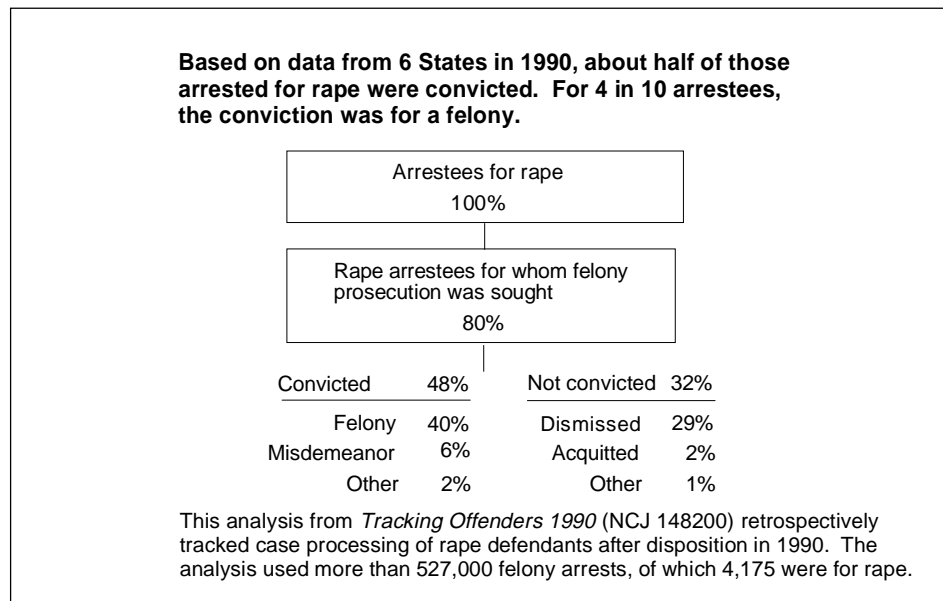 Based on data from 6 States in 1990, about half of those
arrested for rape were convicted. For 4 in 10 arrestees,
the conviction was for a felony.
Arrestees for rape
100%
Rape arrestees for whom felony
prosecution was sought
80%
Convicted 48% Not convicted 32%
Felony 40% Dismissed 29%
Misdemeanor 6% Acquitted 2%
Other 2% Other 1%
This analysis from Tracking Offenders 1990 (NCJ 148200) retrospectively
tracked case processing of rape defendants after disposition in 1990. The
analysis used more than 527,000 felony arrests, of which 4,175 were for rape.